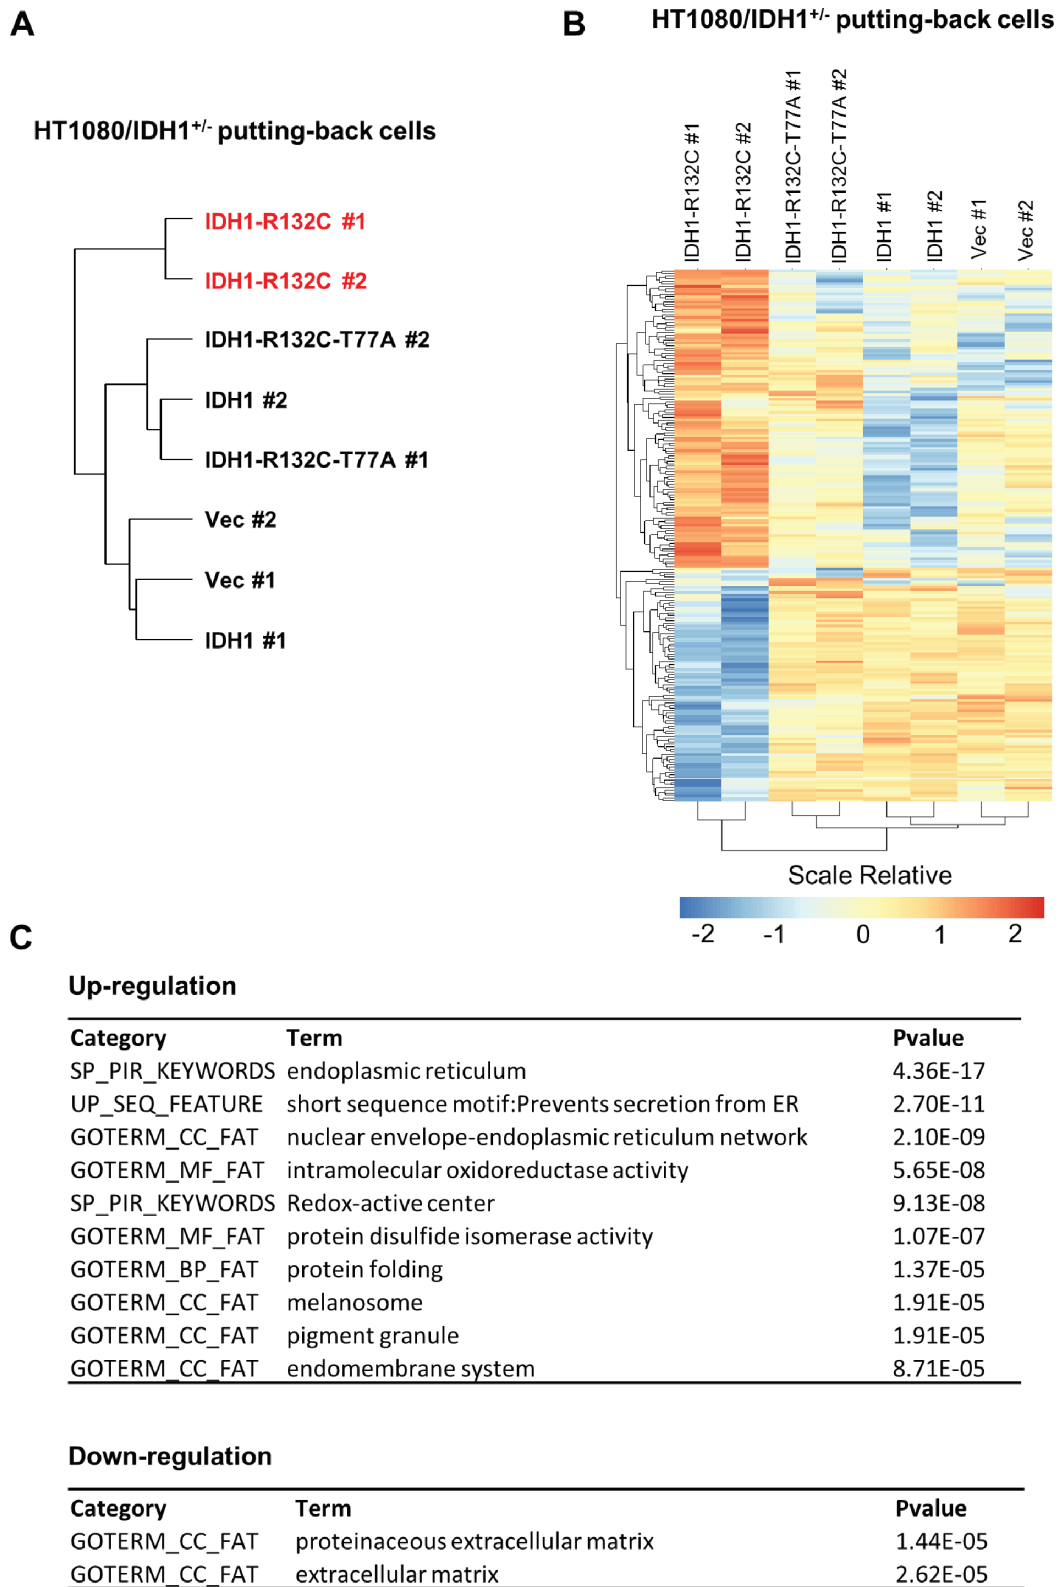 A
HT1080/IDH1+/- putting-back cells
IDH1-R132C #1
IDH1-R132C #2
IDH1-R132C-T77A #2
IDH1 #2
IDH1-R132C-T77A #1
Vec #2
Vec #1
IDH1 #1
B
HT1080/IDH1+/- putting-back cells
IDH1-R132C #1
IDH1-R132C #2
IDH1-R132C-T77A #1
IDH1-R132C-T77A #2
IDH1 #1
IDH1 #2
Vec #1
Vec #2
Scale Relative
-2 -1 0 1 2
C
Up-regulation
Category Term Pvalue
SP_PIR_KEYWORDS endoplasmic reticulum 4.36E-17
UP_SEQ_FEATURE short sequence motif:Prevents secretion from ER 2.70E-11
GOTERM_CC_FAT nuclear envelope-endoplasmic reticulum network 2.10E-09
GOTERM_MF_FAT intramolecular oxidoreductase activity 5.65E-08
SP_PIR_KEYWORDS Redox-active center 9.13E-08
GOTERM_MF_FAT protein disulfide isomerase activity 1.07E-07
GOTERM_BP_FAT protein folding 1.37E-05
GOTERM_CC_FAT melanosome 1.91E-05
GOTERM_CC_FAT pigment granule 1.91E-05
GOTERM_CC_FAT endomembrane system 8.71E-05
Down-regulation
Category Term Pvalue
GOTERM_CC_FAT proteinaceous extracellular matrix 1.44E-05
GOTERM_CC_FAT extracellular matrix 2.62E-05